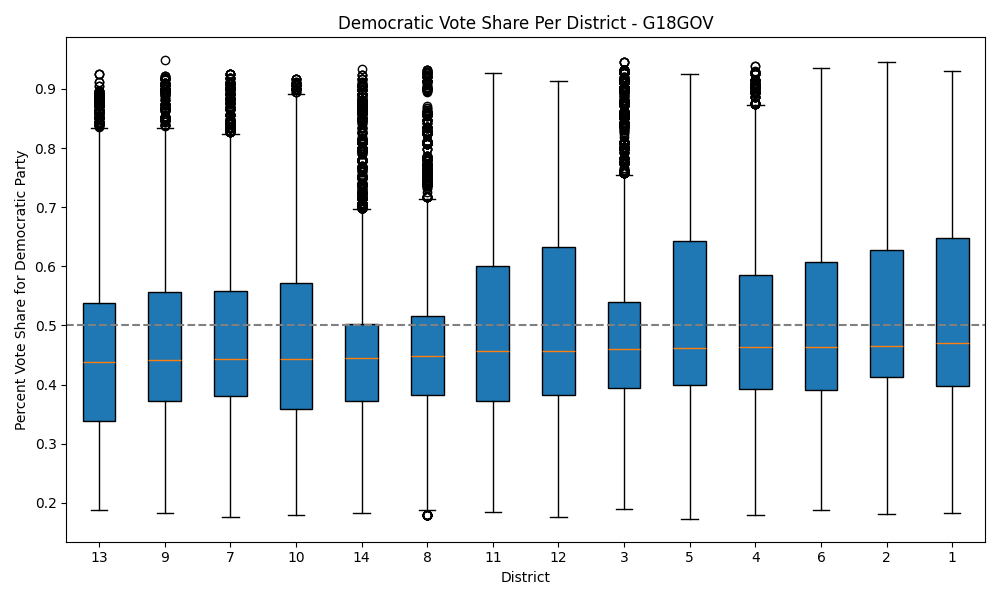 Democratic Vote Share Per District - G18GOV
Percent Vote Share for Democratic Party
0.9
0.8
0.7
0.6
0.5
0.4
0.3
0.2
13 9 7 10 14 8 11 12 3 5 4 6 2 1
District